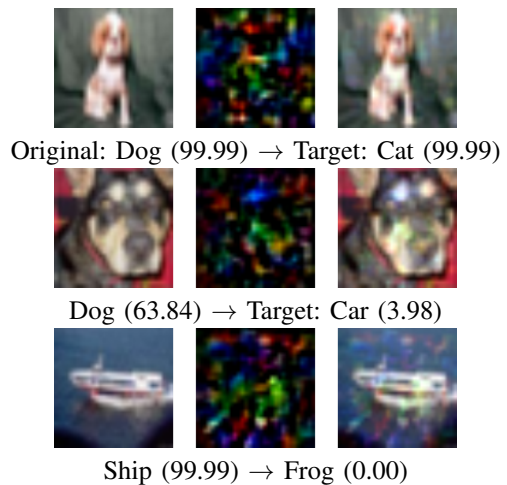 Original: Dog (99.99) → Target: Cat (99.99)
Dog (63.84) → Target: Car (3.98)
Ship (99.99) → Frog (0.00)